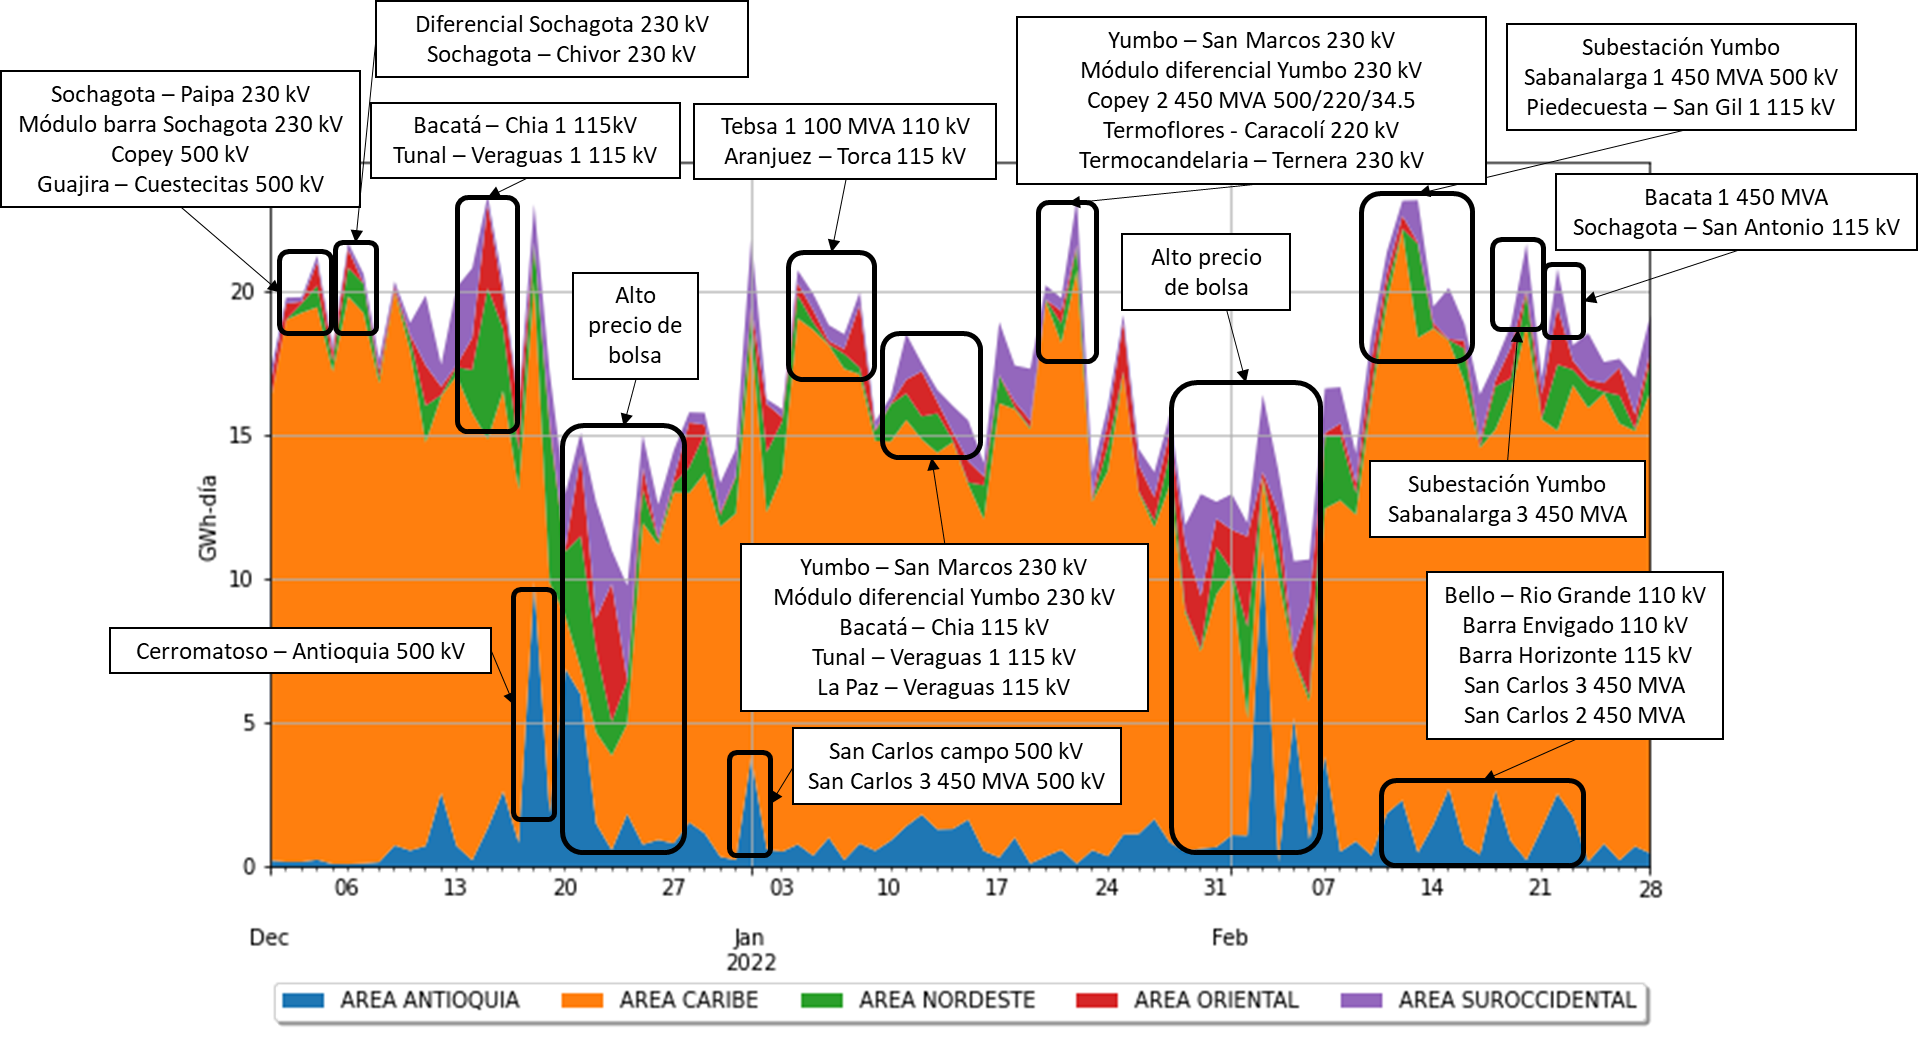 Diferencial Sochagota 230 kV
Sochagota – Chivor 230 kV
Sochagota – Paipa 230 kV
Módulo barra Sochagota 230 kV
Copey 500 kV
Guajira – Cuestecitas 500 kV
Bacatá – Chia 1 115kV
Tunal – Veraguas 1 115 kV
Tebsa 1 100 MVA 110 kV
Aranjuez – Torca 115 kV
Yumbo – San Marcos 230 kV
Módulo diferencial Yumbo 230 kV
Copey 2 450 MVA 500/220/34.5
Termoflores - Caracolí 220 kV
Termocandelaria – Ternera 230 kV
Subestación Yumbo
Sabanalarga 1 450 MVA 500 kV
Piedecuesta – San Gil 1 115 kV
Bacata 1 450 MVA
Sochagota – San Antonio 115 kV
Alto
precio de
bolsa
Alto precio
de bolsa
Subestación Yumbo
Sabanalarga 3 450 MVA
Yumbo – San Marcos 230 kV
Módulo diferencial Yumbo 230 kV
Bacatá – Chia 115 kV
Tunal – Veraguas 1 115 kV
La Paz – Veraguas 115 kV
Cerromatoso – Antioquia 500 kV
Bello – Rio Grande 110 kV
Barra Envigado 110 kV
Barra Horizonte 115 kV
San Carlos 3 450 MVA
San Carlos 2 450 MVA
San Carlos campo 500 kV
San Carlos 3 450 MVA 500 kV
GWh-día
20
15
10
5
0
06 13 20 27 03 10 17 24 31 07 14 21 28
Dec Jan Feb
2022
AREA ANTIOQUIA AREA CARIBE AREA NORDESTE AREA ORIENTAL AREA SUROCCIDENTAL